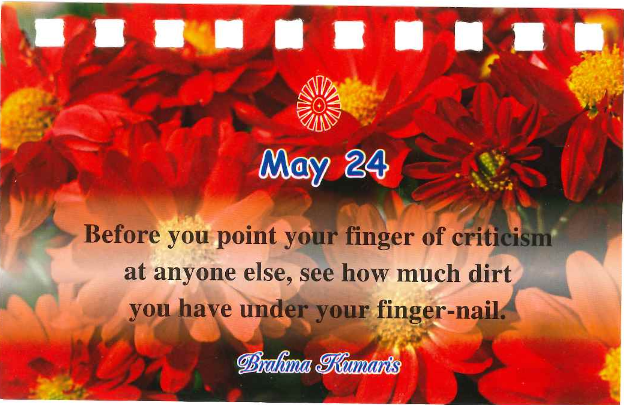 May 24
Before you point your finger of criticism
at anyone else, see how much dirt
you have under your finger-nail.
Brahma Kumaris